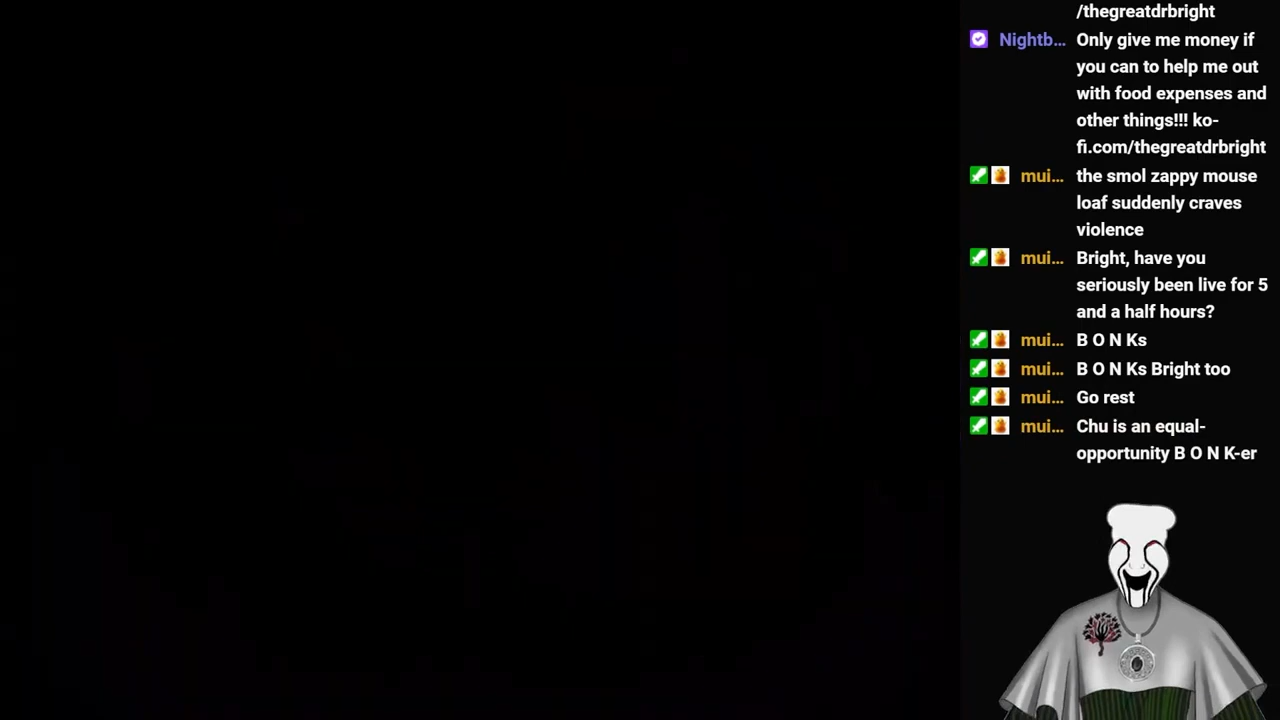 /thegreatdrbright
Nightb... Only give me money if
you can to help me out
with food expenses and
other things!!! ko-
fi.com/thegreatdrbright
mui... the smol zappy mouse
loaf suddenly craves
violence
mui... Bright, have you
seriously been live for 5
and a half hours?
mui... B O N Ks
mui... B O N Ks Bright too
mui... Go rest
mui... Chu is an equal-
opportunity B O N K-er